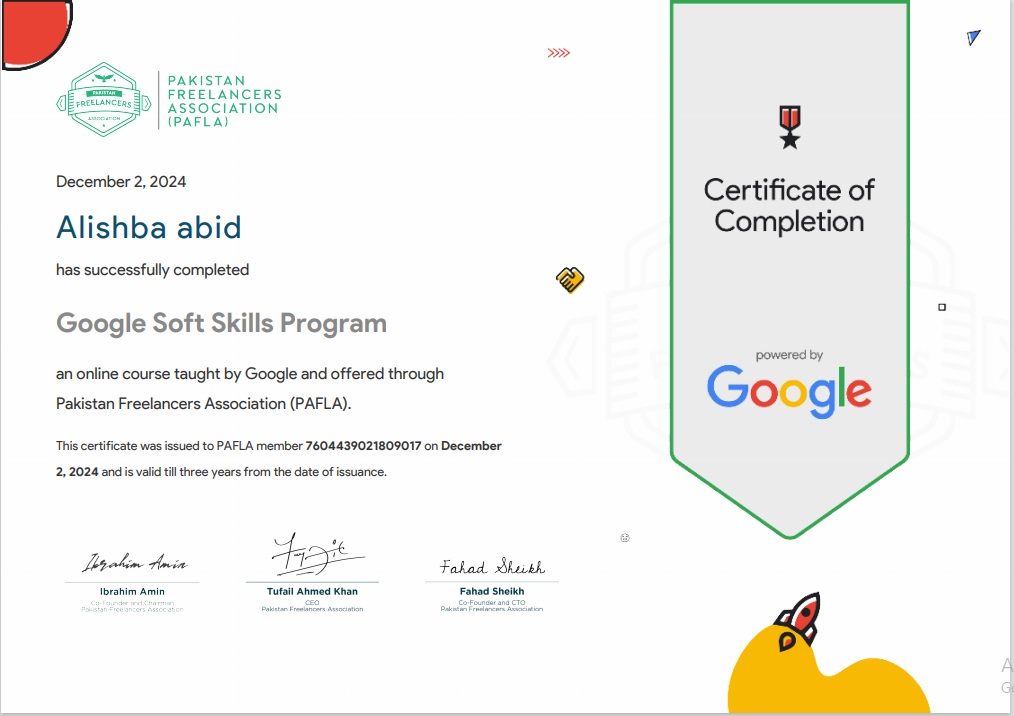 PAKISTAN
FREELANCERS
ASSOCIATION
PAKISTAN
FREELANCERS
ASSOCIATION
(PAFLA)
December 2, 2024
Alishba abid
has successfully completed
Google Soft Skills Program
an online course taught by Google and offered through
Pakistan Freelancers Association (PAFLA).
This certificate was issued to PAFLA member 7604439021809017 on December
2, 2024 and is valid till three years from the date of issuance.
Ibrahim Amin
Ibrahim Amin
Co-Founder and Chairman
Pakistan Freelancers Association
Tufail Ahmed Khan
CEO
Pakistan Freelancers Association
Fahad Sheikh
Fahad Sheikh
Co-Founder and CTO
Pakistan Freelancers Association
Certificate of
Completion
powered by
Google